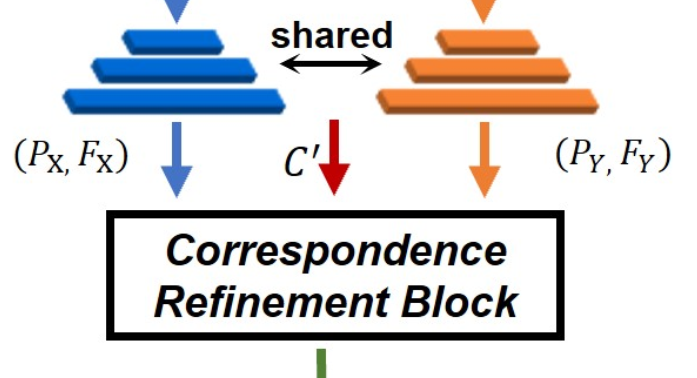 shared
(P_X, F_X)
C′
(P_Y, F_Y)
Correspondence
Refinement Block